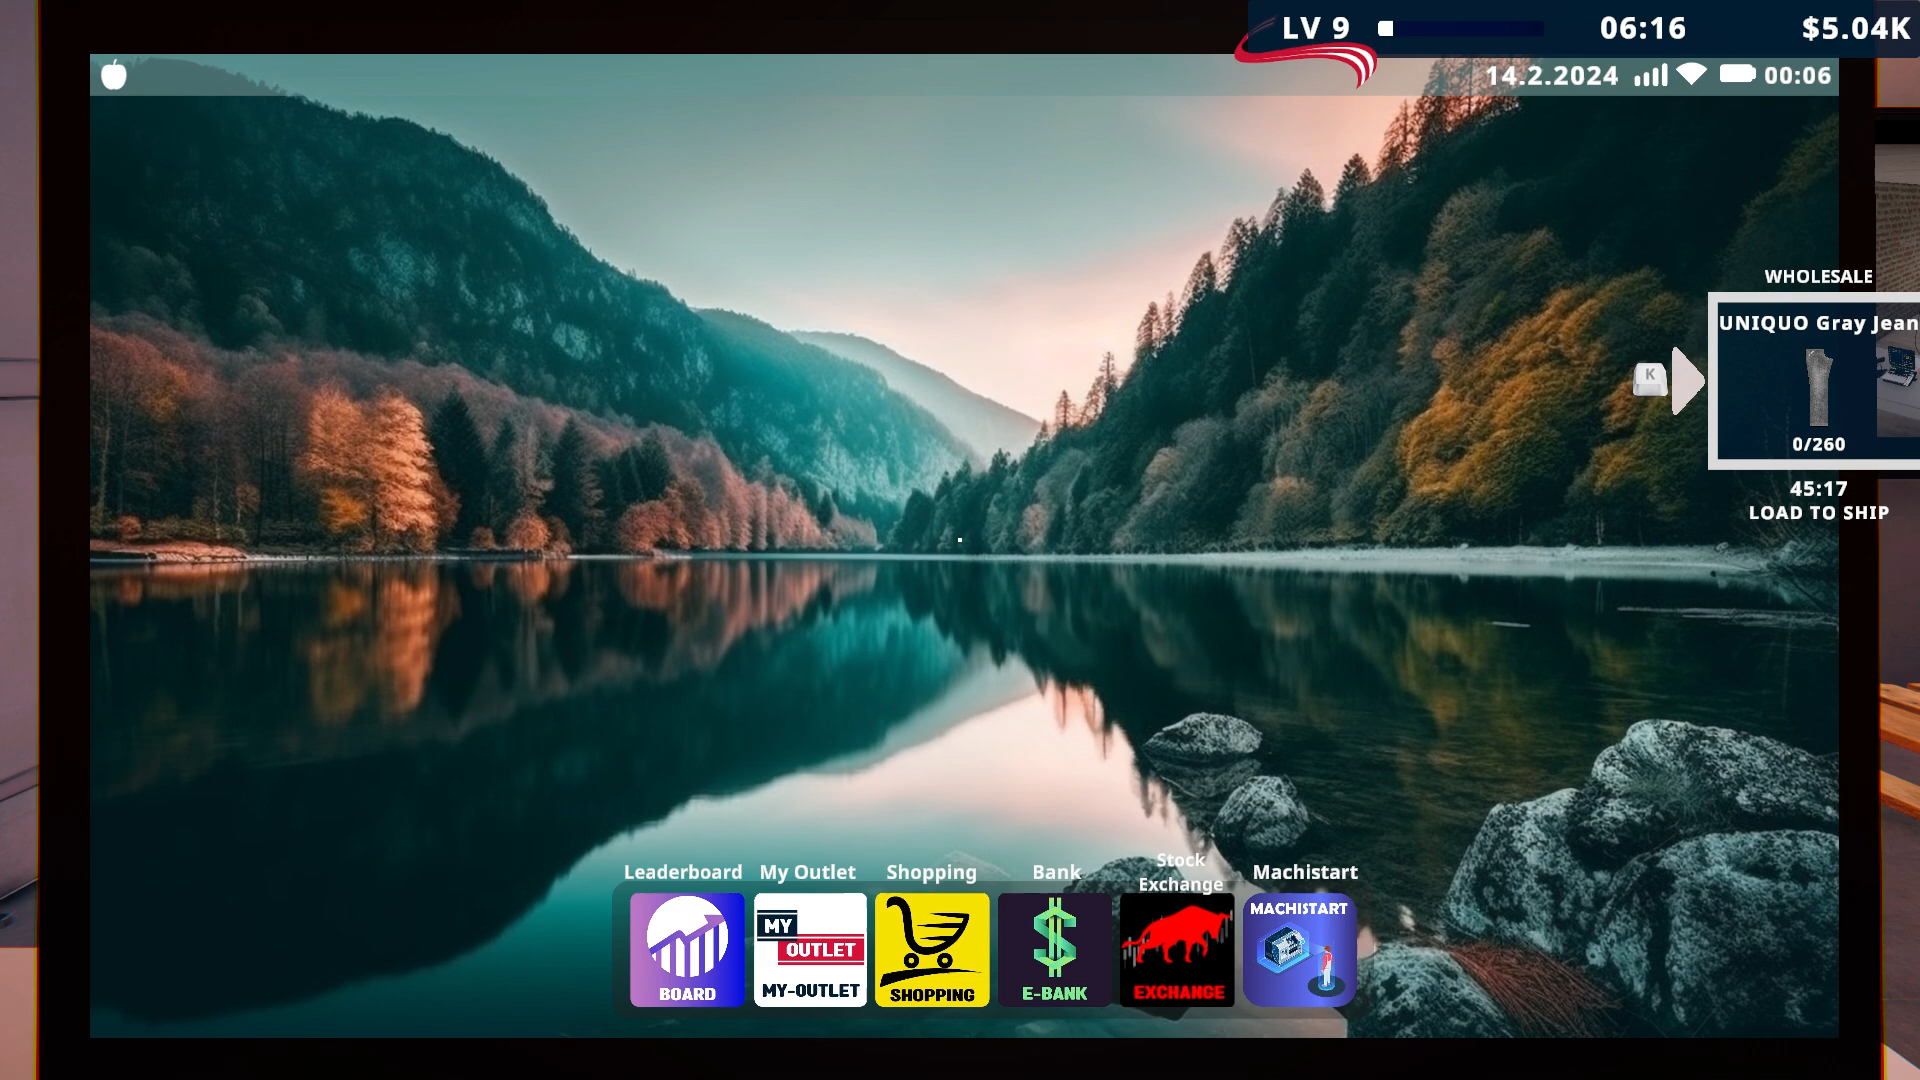 LV 9
06:16
$5.04K
14.2.2024
00:06
WHOLESALE
UNIQUO Gray Jean
K
0/260
45:17
LOAD TO SHIP
Leaderboard
My Outlet
Shopping
Bank
Stock
Exchange
Machistart
BOARD
MY
OUTLET
MY-OUTLET
SHOPPING
E-BANK
EXCHANGE
MACHISTART